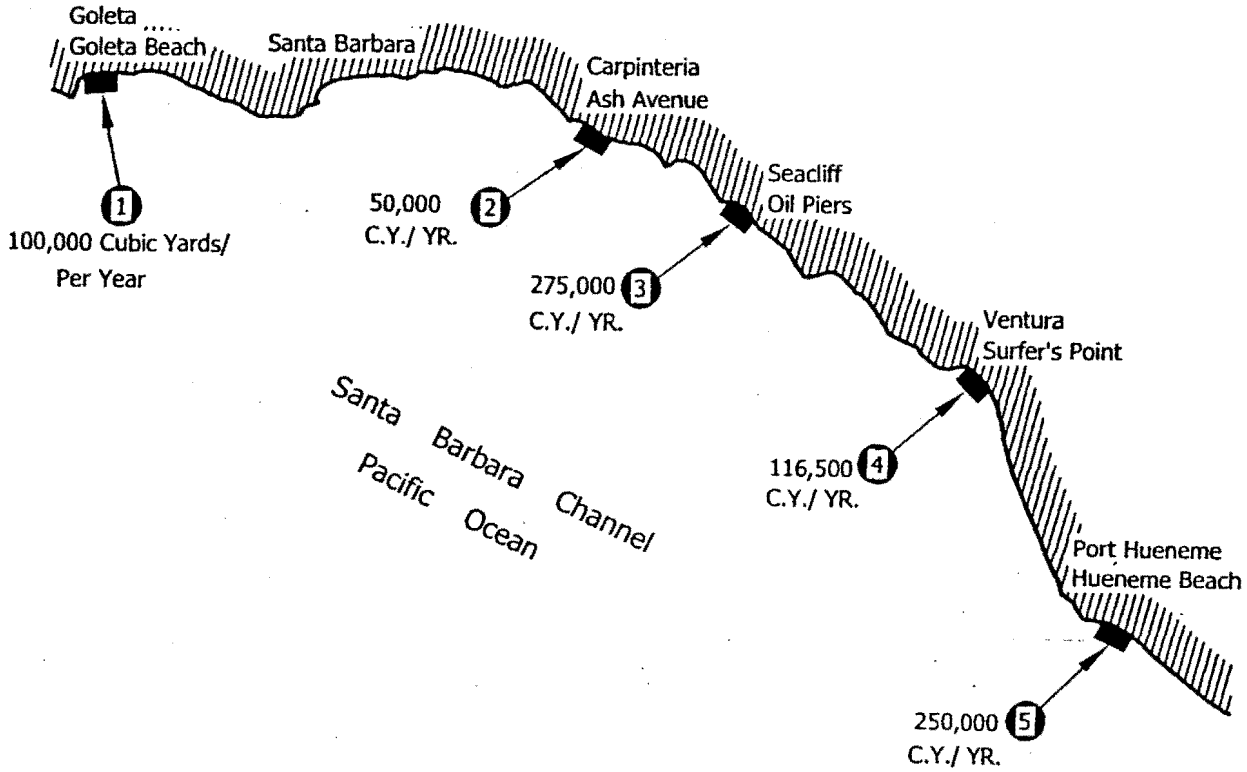 Goleta .....
Goleta Beach
Santa Barbara
Carpinteria
Ash Avenue
Seacliff
Oil Piers
1
100,000 Cubic Yards/
Per Year
50,000
C.Y./ YR.
2
275,000
C.Y./ YR.
3
Ventura
Surfer's Point
Santa Barbara Channel
Pacific Ocean
116,500
C.Y./ YR.
4
Port Hueneme
Hueneme Beach
250,000
C.Y./ YR.
5